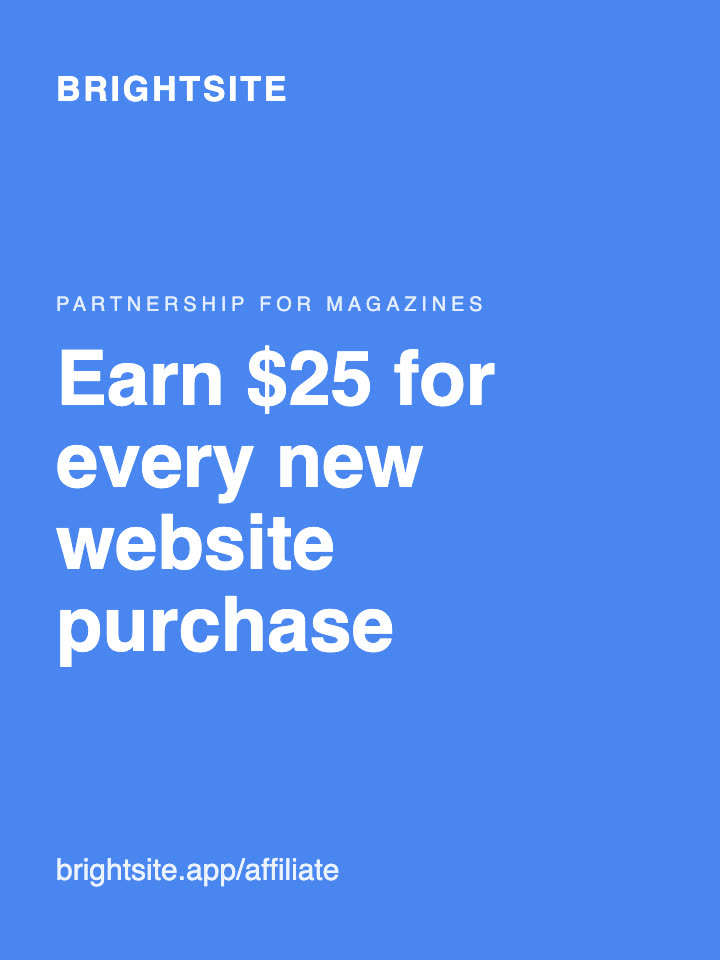 BRIGHTSITE
PARTNERSHIP FOR MAGAZINES
Earn $25 for
every new
website
purchase
brightsite.app/affiliate